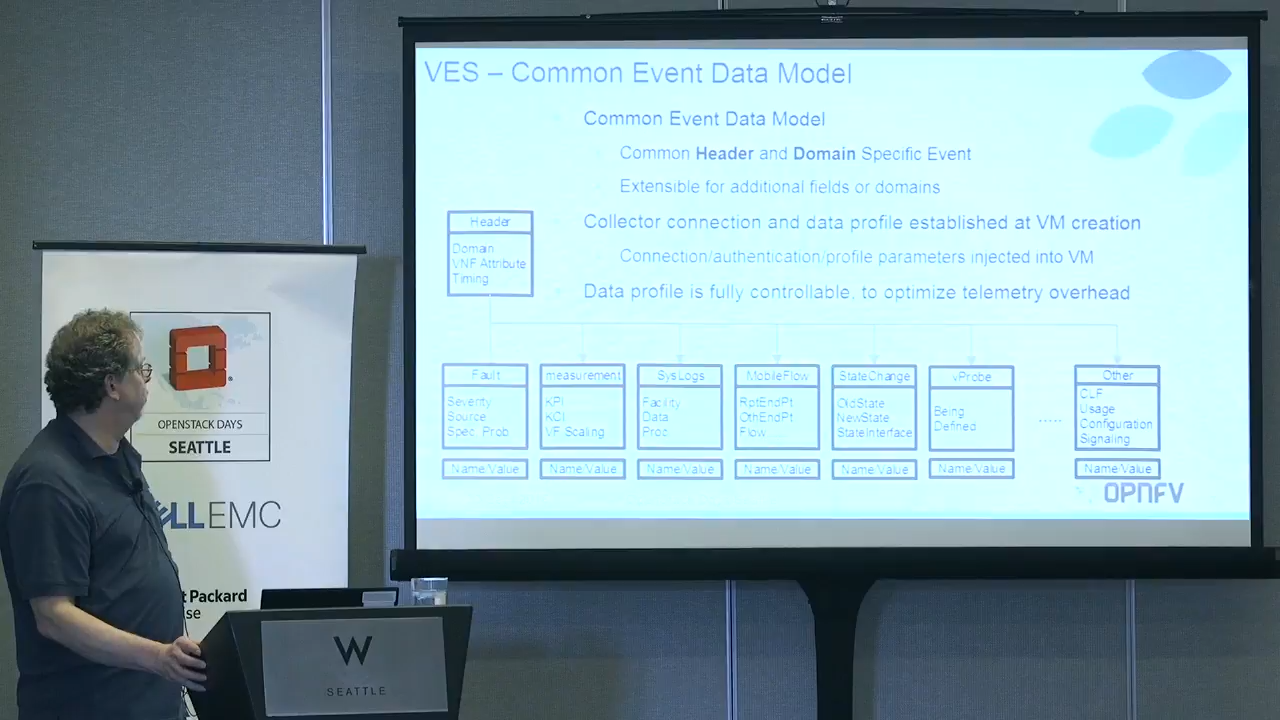 VES – Common Event Data Model
Common Event Data Model
Common Header and Domain Specific Event
Extensible for additional fields or domains
Collector connection and data profile established at VM creation
Connection/authentication/profile parameters injected into VM
Data profile is fully controllable, to optimize telemetry overhead
Header
Domain
VNF Attribute
Timing
Fault
Severity
Source
Spec Prob
Name/Value
measurement
KPI
KCI
VF Scaling
Name/Value
SysLogs
Facility
Data
Proc
Name/Value
MobileFlow
RptEndPt
OthEndPt
Flow
Name/Value
StateChange
OldState
NewState
StateInterface
Name/Value
vProbe
Being
Defined
Name/Value
.....
Other
Usage
Configuration
Signaling
Name/Value
OPNFV
OPENSTACK DAYS
SEATTLE
ELL EMC
t Packard
ise
W
SEATTLE